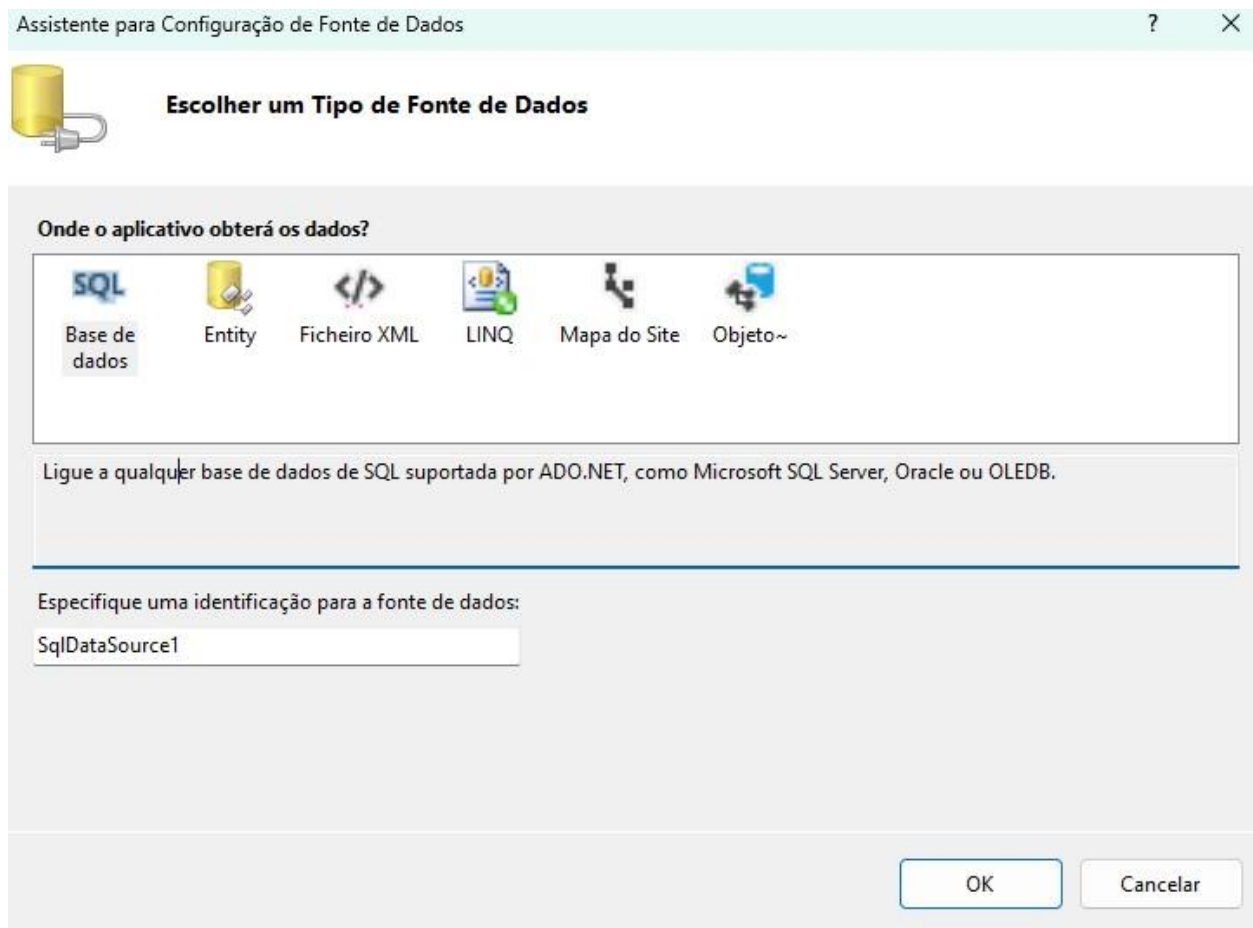 Assistente para Configuração de Fonte de Dados
?
Escolher um Tipo de Fonte de Dados
Onde o aplicativo obterá os dados?
SQL
Base de
dados
Entity
Ficheiro XML
LINQ
Mapa do Site
Objeto~
Ligue a qualquer base de dados de SQL suportada por ADO.NET, como Microsoft SQL Server, Oracle ou OLEDB.
Especifique uma identificação para a fonte de dados:
SqlDataSource1
OK
Cancelar